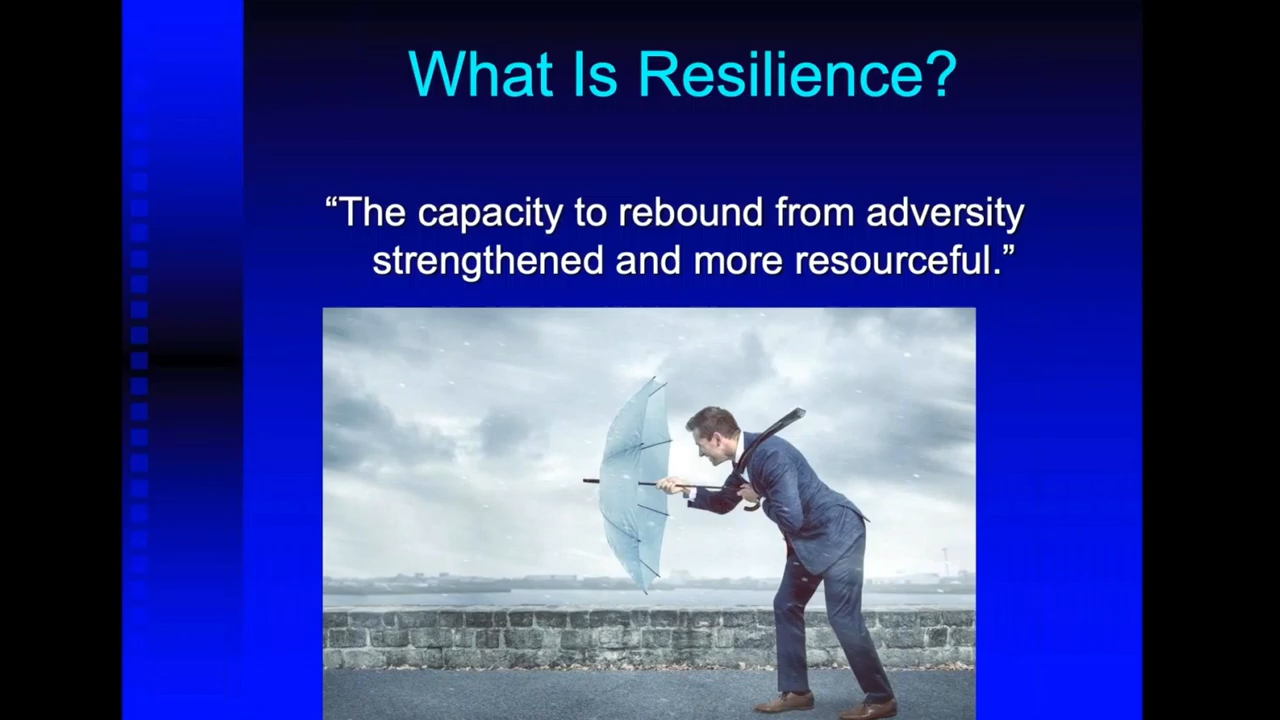 What Is Resilience?
“The capacity to rebound from adversity
strengthened and more resourceful.”